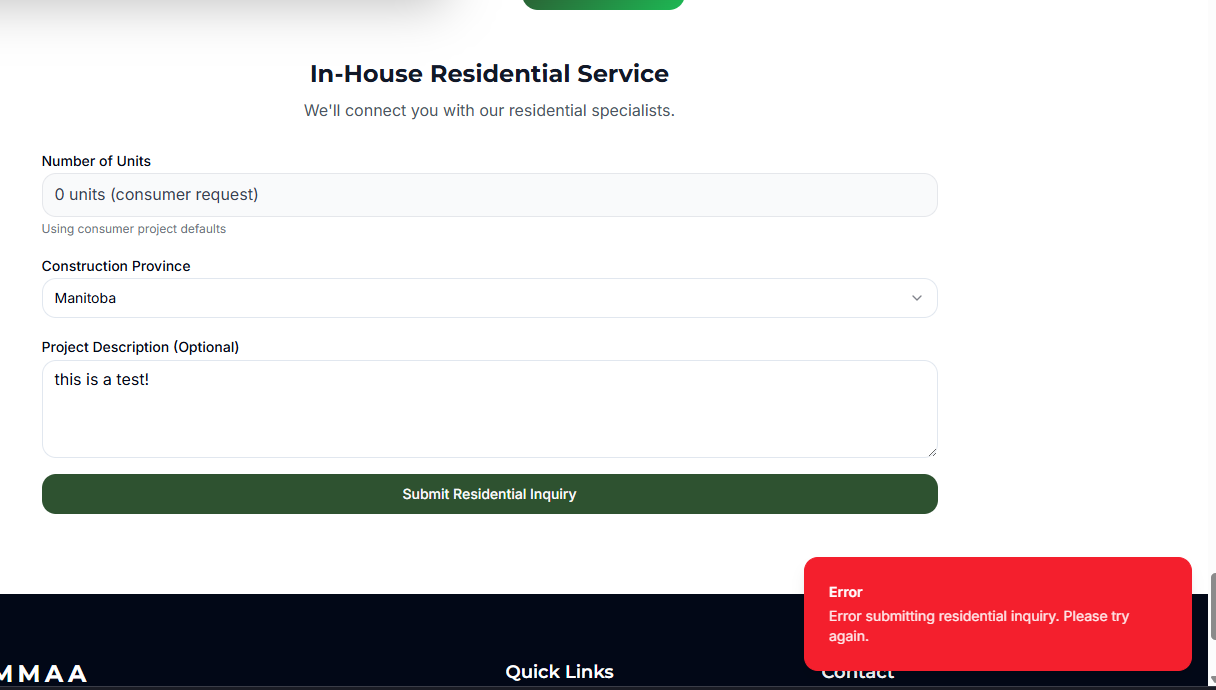 In-House Residential Service
We'll connect you with our residential specialists.
Number of Units
0 units (consumer request)
Using consumer project defaults
Construction Province
Manitoba
Project Description (Optional)
this is a test!
Submit Residential Inquiry
Error
Error submitting residential inquiry. Please try
again.
MMAA
Quick Links
Contact